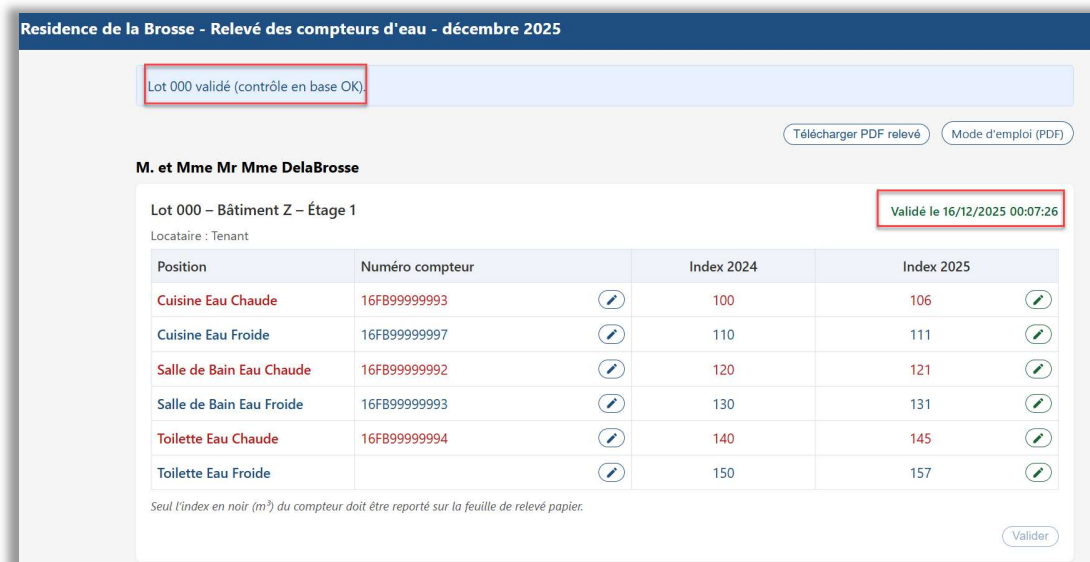 Residence de la Brosse - Relevé des compteurs d'eau - décembre 2025
Lot 000 validé (contrôle en base OK).
Télécharger PDF relevé Mode d'emploi (PDF)
M. et Mme Mr Mme DelaBrosse
Lot 000 – Bâtiment Z – Étage 1 Validé le 16/12/2025 00:07:26
Locataire : Tenant
Position Numéro compteur Index 2024 Index 2025
Cuisine Eau Chaude 16FB99999993 100 106
Cuisine Eau Froide 16FB99999997 110 111
Salle de Bain Eau Chaude 16FB99999992 120 121
Salle de Bain Eau Froide 16FB99999993 130 131
Toilette Eau Chaude 16FB99999994 140 145
Toilette Eau Froide 150 157
Seul l'index en noir (m³) du compteur doit être reporté sur la feuille de relevé papier.
Valider